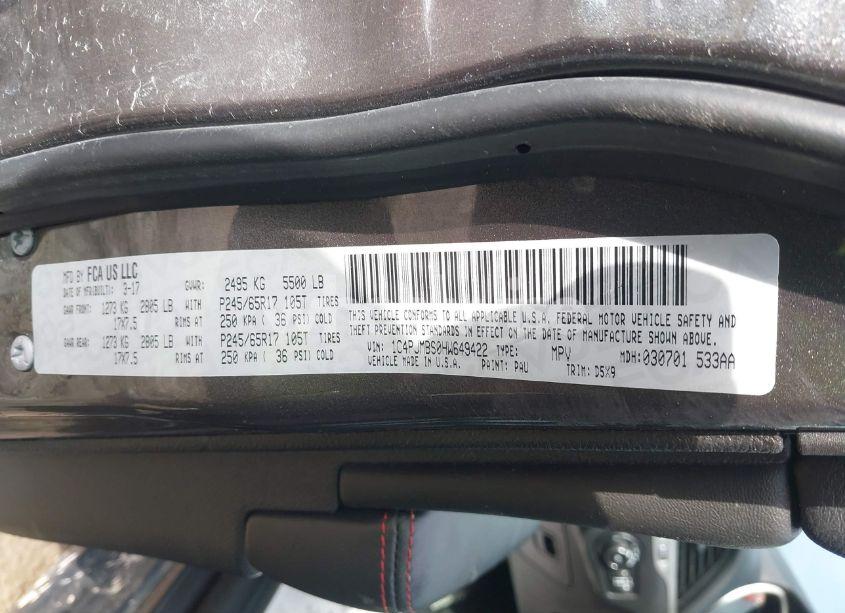 MFD BY FCA US LLC
DATE OF MFR(BUILT): 3-17 GVWR: 2495 KG 5500 LB
GAWR FRONT: 1273 KG 2805 LB WITH P245/65R17 105T TIRES
17X7.5 RIMS AT 250 KPA ( 36 PSI) COLD
GAWR REAR: 1273 KG 2805 LB WITH P245/65R17 105T TIRES
17X7.5 RIMS AT 250 KPA ( 36 PSI) COLD
THIS VEHICLE CONFORMS TO ALL APPLICABLE U.S.A. FEDERAL MOTOR VEHICLE SAFETY AND
THEFT PREVENTION STANDARDS IN EFFECT ON THE DATE OF MANUFACTURE SHOWN ABOVE.
VIN: 1C4PJMBS0HW649422 TYPE: MPV MDH: 030701 533AA
VEHICLE MADE IN U.S.A. PAINT: PAU TRIM: D5X9